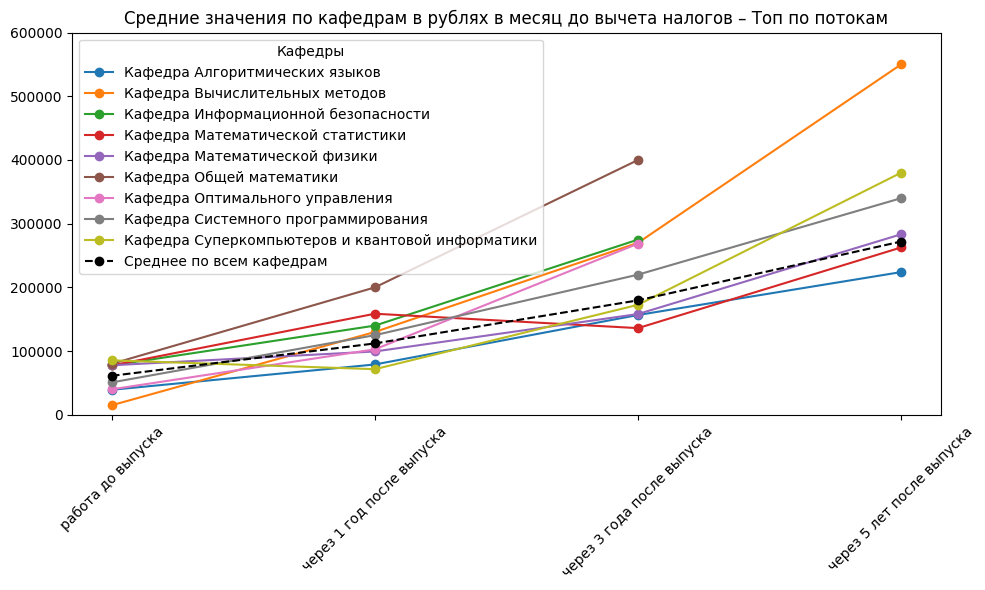 Средние значения по кафедрам в рублях в месяц до вычета налогов – Топ по потокам
600000
500000
400000
300000
200000
100000
0
Кафедры
Кафедра Алгоритмических языков
Кафедра Вычислительных методов
Кафедра Информационной безопасности
Кафедра Математической статистики
Кафедра Математической физики
Кафедра Общей математики
Кафедра Оптимального управления
Кафедра Системного программирования
Кафедра Суперкомпьютеров и квантовой информатики
Среднее по всем кафедрам
работа до выпуска
через 1 год после выпуска
через 3 года после выпуска
через 5 лет после выпуска